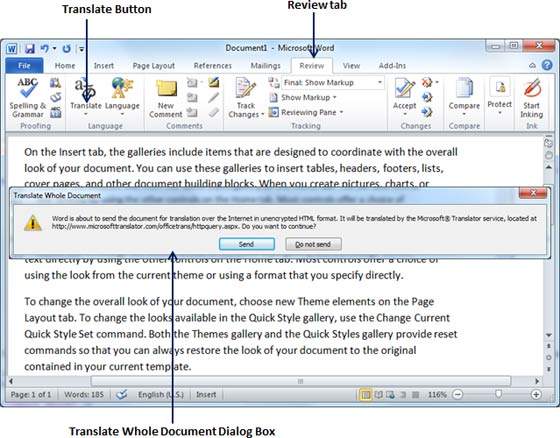 Translate Button
Review tab
Document1 - Microsoft Word
File Home Insert Page Layout References Mailings Review View Add-Ins
ABC
Spelling & Grammar
Translate
Language
New Comment
Track Changes
Final: Show Markup
Show Markup
Reviewing Pane
Accept
Compare
Protect
Start Inking
Proofing Language Comments Tracking Changes Compare Ink
On the Insert tab, the galleries include items that are designed to coordinate with the overall
look of your document. You can use these galleries to insert tables, headers, footers, lists,
cover pages, and other document building blocks. When you create pictures, charts, or
Translate Whole Document
Word is about to send the document for translation over the Internet in unencrypted HTML format. It will be translated by the Microsoft® Translator service, located at
http://www.microsofttranslator.com/officetrans/httpquery.aspx. Do you want to continue?
Send Do not send
text directly by using the other controls on the Home tab. Most controls offer a choice of
using the look from the current theme or using a format that you specify directly.
To change the overall look of your document, choose new Theme elements on the Page
Layout tab. To change the looks available in the Quick Style gallery, use the Change Current
Quick Style Set command. Both the Themes gallery and the Quick Styles gallery provide reset
commands so that you can always restore the look of your document to the original
contained in your current template.
Page: 1 of 1 Words: 185 English (U.S.) Insert 116%
Translate Whole Document Dialog Box